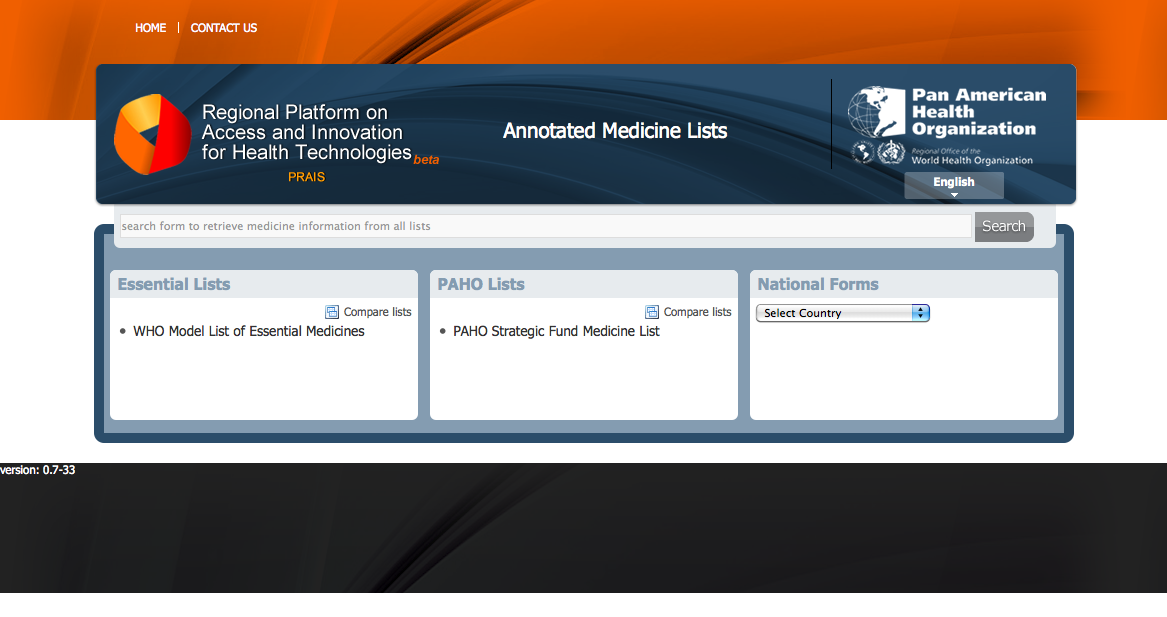 HOME | CONTACT US
Regional Platform on
Access and Innovation
for Health Technologies beta
PRAIS
Annotated Medicine Lists
Pan American
Health
Organization
Regional Office of the
World Health Organization
English
search form to retrieve medicine information from all lists
Search
Essential Lists
Compare lists
• WHO Model List of Essential Medicines
PAHO Lists
Compare lists
• PAHO Strategic Fund Medicine List
National Forms
Select Country
version: 0.7-33